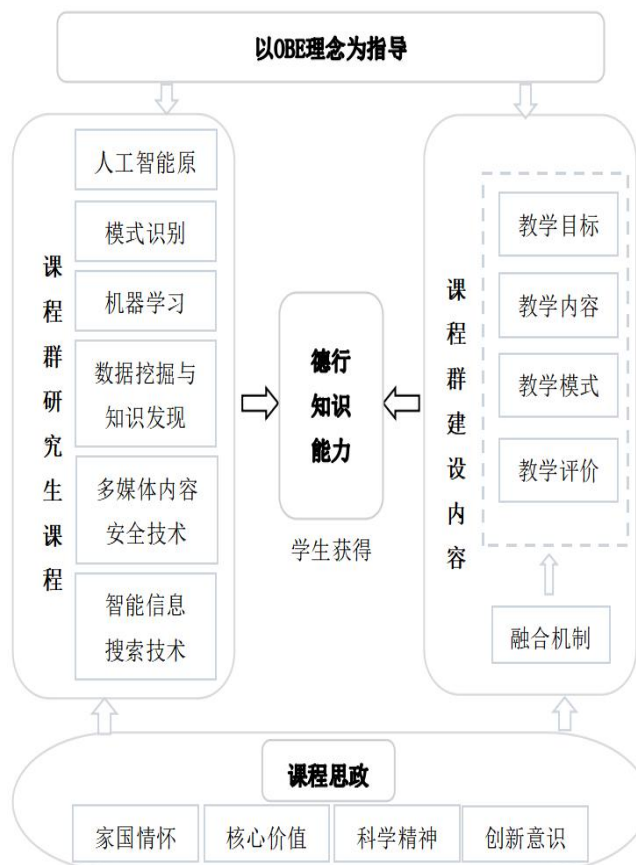 以OBE理念为指导
课程群研究生课程
人工智能原
模式识别
机器学习
数据挖掘与
知识发现
多媒体内容
安全技术
智能信息
搜索技术
德行
知识
能力
学生获得
课程群建设内容
教学目标
教学内容
教学模式
教学评价
融合机制
课程思政
家国情怀
核心价值
科学精神
创新意识